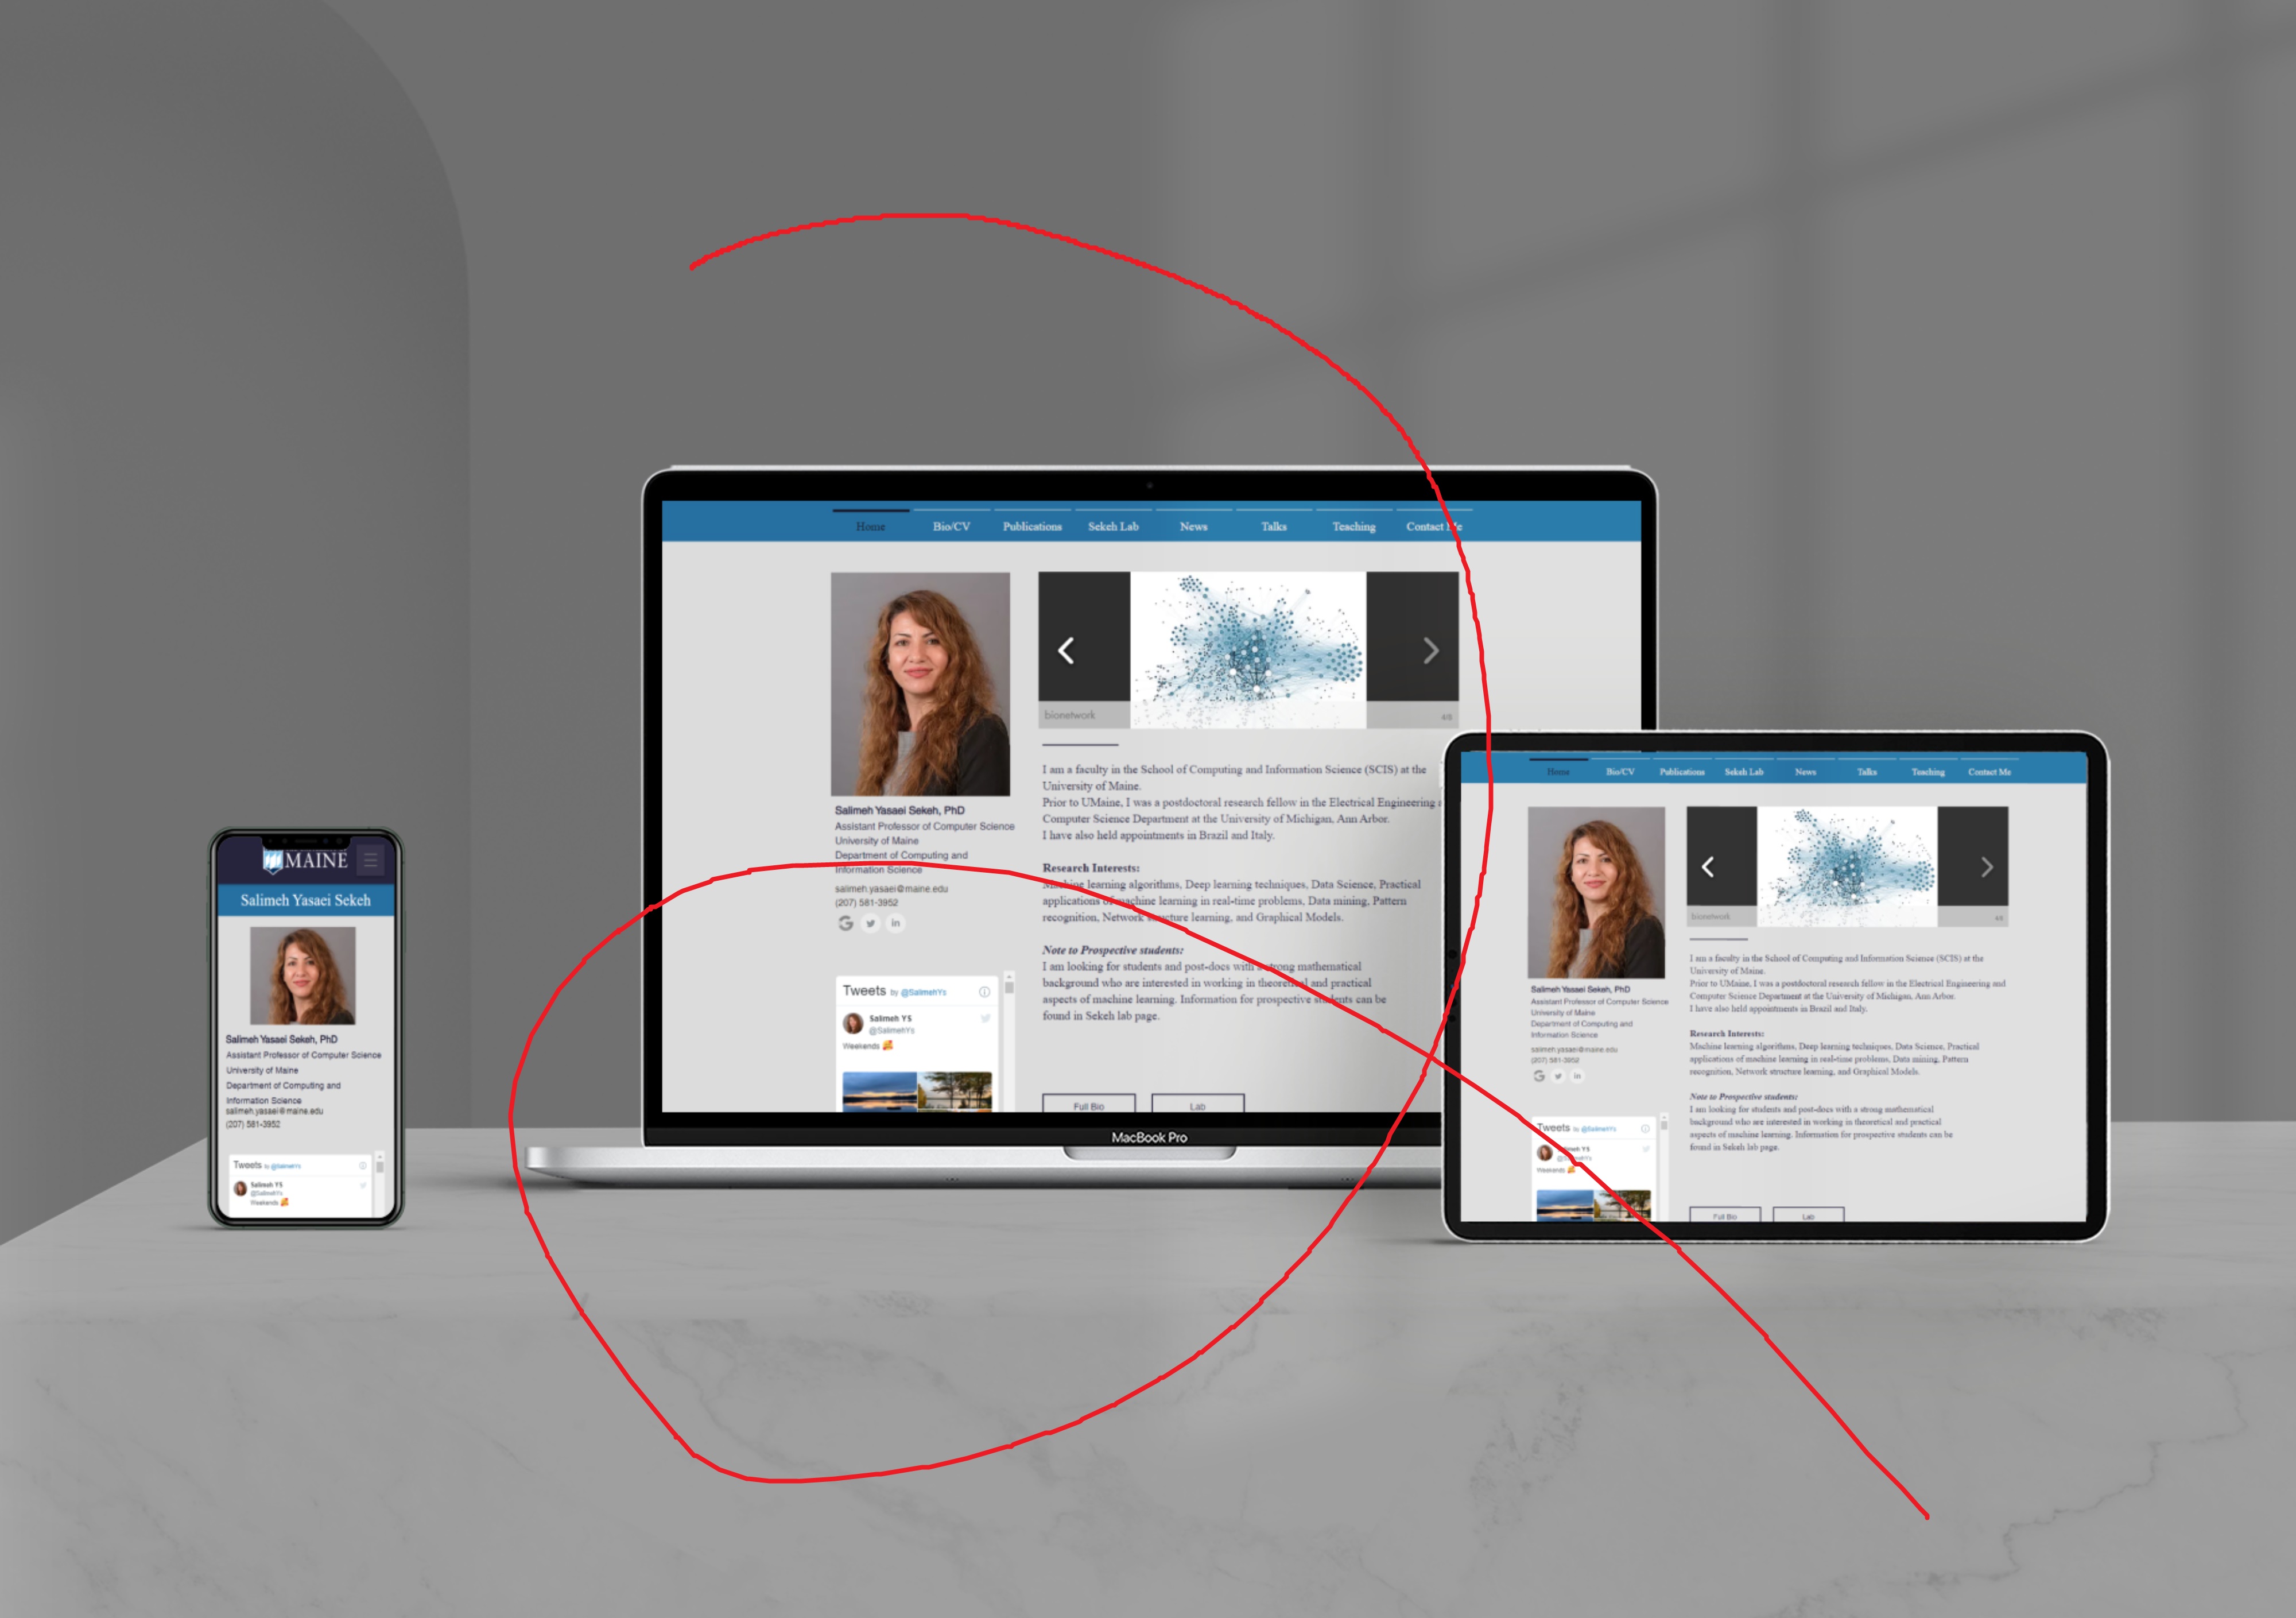 MAINE
Salimeh Yasaei Sekeh
Salimeh Yasaei Sekeh, PhD
Assistant Professor of Computer Science
University of Maine
Department of Computing and
Information Science
salimeh.yasaei@maine.edu
(207) 581-3952
Tweets by @SalimehYs
Salimeh YS
@SalimehYs
Weekends
Home Bio/CV Publications Sekeh Lab News Talks Teaching Contact Me
bionetwork 4/8
Salimeh Yasaei Sekeh, PhD
Assistant Professor of Computer Science
University of Maine
Department of Computing and
Information Science
salimeh.yasaei@maine.edu
(207) 581-3952
G in
Tweets by @SalimehYs
Salimeh YS
@SalimehYs
Weekends
I am a faculty in the School of Computing and Information Science (SCIS) at the
University of Maine.
Prior to UMaine, I was a postdoctoral research fellow in the Electrical Engineering
Computer Science Department at the University of Michigan, Ann Arbor.
I have also held appointments in Brazil and Italy.
Research Interests:
Machine learning algorithms, Deep learning techniques, Data Science, Practical
applications of machine learning in real-time problems, Data mining, Pattern
recognition, Network structure learning, and Graphical Models.
Note to Prospective students:
I am looking for students and post-docs with a strong mathematical
background who are interested in working in theoretical and practical
aspects of machine learning. Information for prospective students can be
found in Sekeh lab page.
Full Bio Lab
MacBook Pro
Home Bio/CV Publications Sekeh Lab News Talks Teaching Contact Me
bionetwork 4/8
Salimeh Yasaei Sekeh, PhD
Assistant Professor of Computer Science
University of Maine
Department of Computing and
Information Science
salimeh.yasaei@maine.edu
(207) 581-3952
G in
Tweets by @SalimehYs
Salimeh YS
Weekends
I am a faculty in the School of Computing and Information Science (SCIS) at the
University of Maine.
Prior to UMaine, I was a postdoctoral research fellow in the Electrical Engineering and
Computer Science Department at the University of Michigan, Ann Arbor.
I have also held appointments in Brazil and Italy.
Research Interests:
Machine learning algorithms, Deep learning techniques, Data Science, Practical
applications of machine learning in real-time problems, Data mining, Pattern
recognition, Network structure learning, and Graphical Models.
Note to Prospective students:
I am looking for students and post-docs with a strong mathematical
background who are interested in working in theoretical and practical
aspects of machine learning. Information for prospective students can be
found in Sekeh lab page.
Full Bio Lab